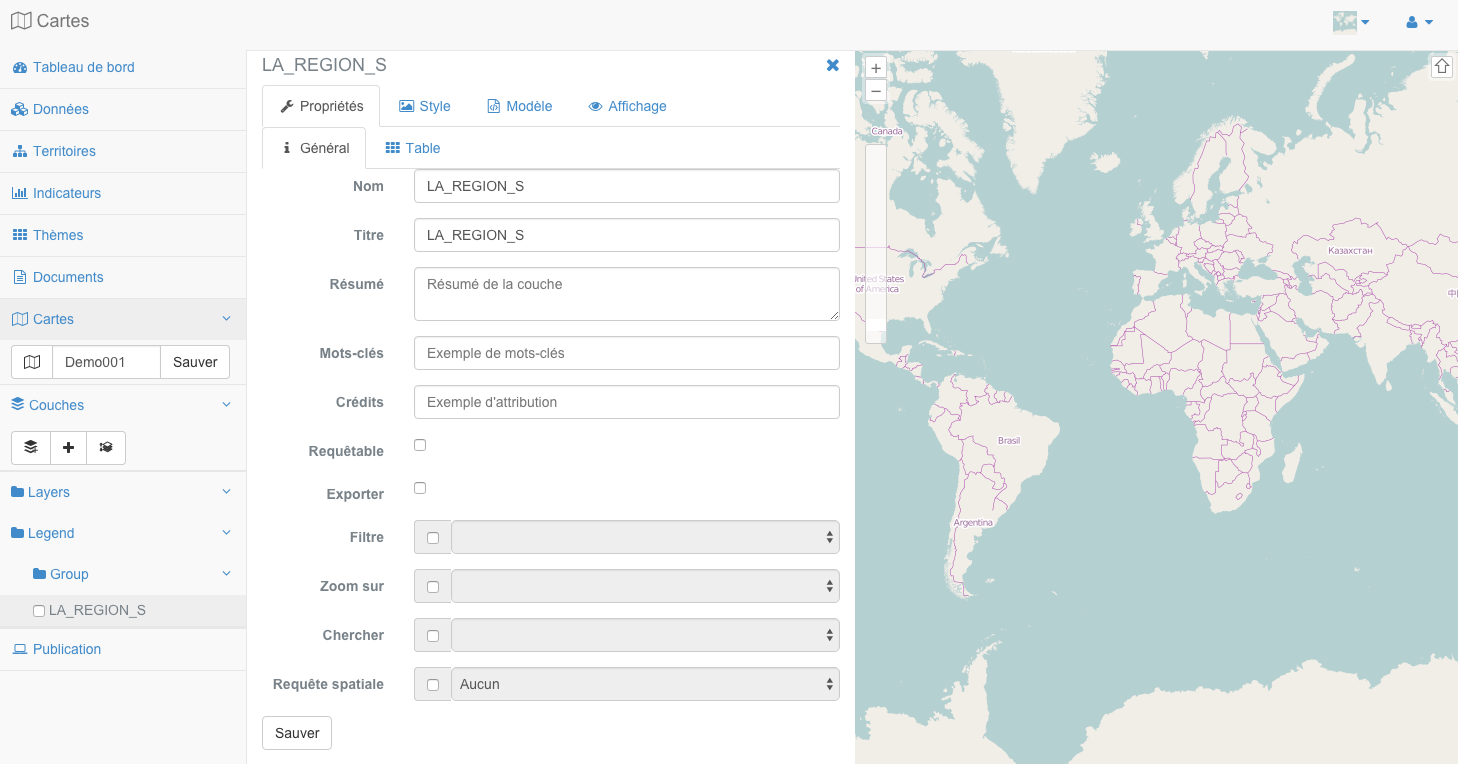 Cartes
Tableau de bord
Données
Territoires
Indicateurs
Thèmes
Documents
Cartes
Demo001 Sauver
Couches
Layers
Legend
Group
LA_REGION_S
Publication
LA_REGION_S
Propriétés Style Modèle Affichage
Général Table
Nom LA_REGION_S
Titre LA_REGION_S
Résumé Résumé de la couche
Mots-clés Exemple de mots-clés
Crédits Exemple d'attribution
Requêtable
Exporter
Filtre
Zoom sur
Chercher
Requête spatiale Aucun
Sauver
+
−
Canada
United States
of America
Казахстан
Brasil
Argentina